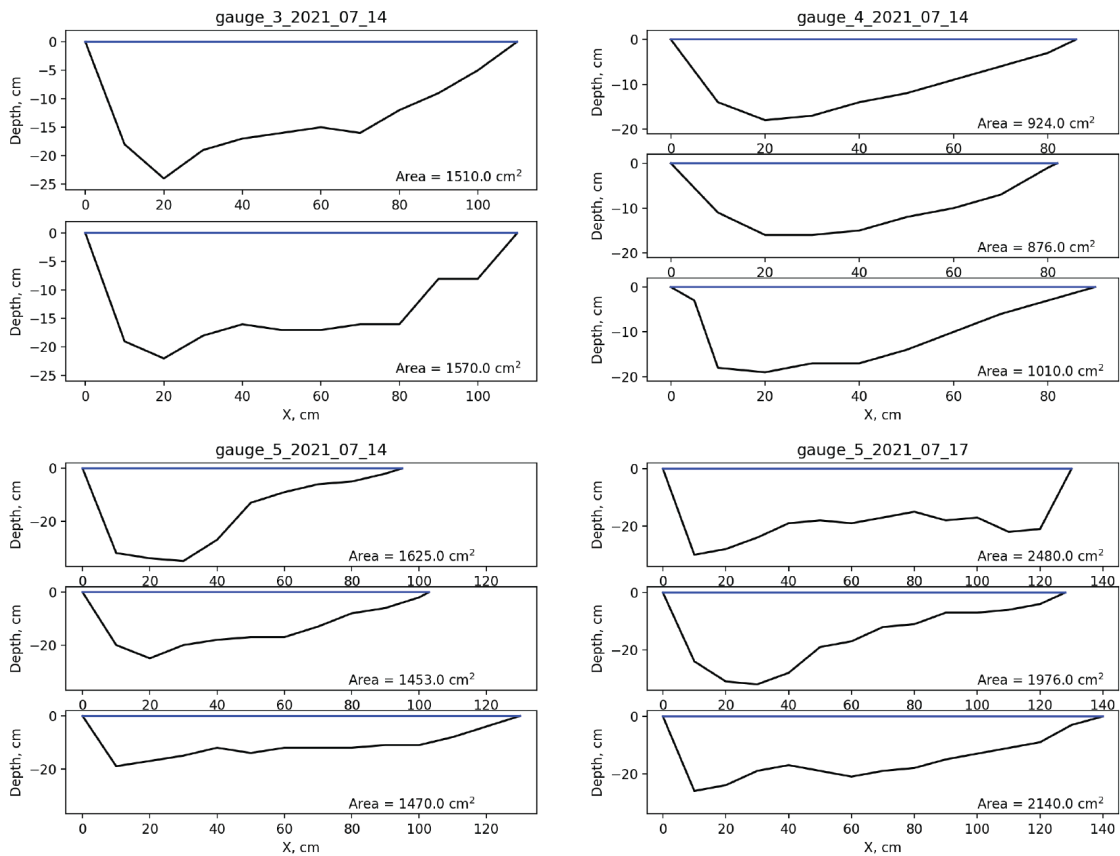 gauge_3_2021_07_14
Depth, cm
0
−5
−10
−15
−20
−25
Area = 1510.0 cm²
0 20 40 60 80 100
Depth, cm
0
−5
−10
−15
−20
−25
Area = 1570.0 cm²
0 20 40 60 80 100
X, cm
gauge_4_2021_07_14
Depth, cm
0
−10
−20
Area = 924.0 cm²
0 20 40 60 80
Depth, cm
0
−10
−20
Area = 876.0 cm²
0 20 40 60 80
Depth, cm
0
−10
−20
Area = 1010.0 cm²
0 20 40 60 80
X, cm
gauge_5_2021_07_14
Depth, cm
0
−20
Area = 1625.0 cm²
0 20 40 60 80 100 120
Depth, cm
0
−20
Area = 1453.0 cm²
0 20 40 60 80 100 120
Depth, cm
0
−20
Area = 1470.0 cm²
0 20 40 60 80 100 120
X, cm
gauge_5_2021_07_17
Depth, cm
0
−20
Area = 2480.0 cm²
0 20 40 60 80 100 120 140
Depth, cm
0
−20
Area = 1976.0 cm²
0 20 40 60 80 100 120 140
Depth, cm
0
−20
Area = 2140.0 cm²
0 20 40 60 80 100 120 140
X, cm